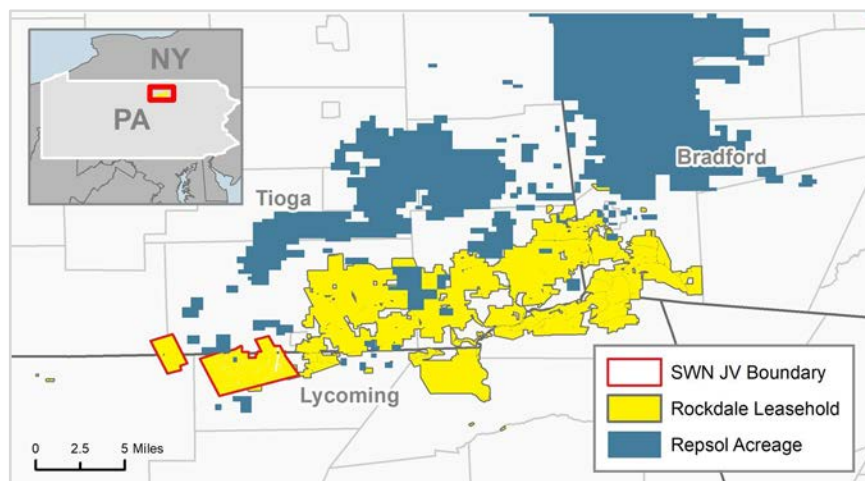 NY
PA
Bradford
Tioga
Lycoming
SWN JV Boundary
Rockdale Leasehold
Repsol Acreage
0 2.5 5 Miles